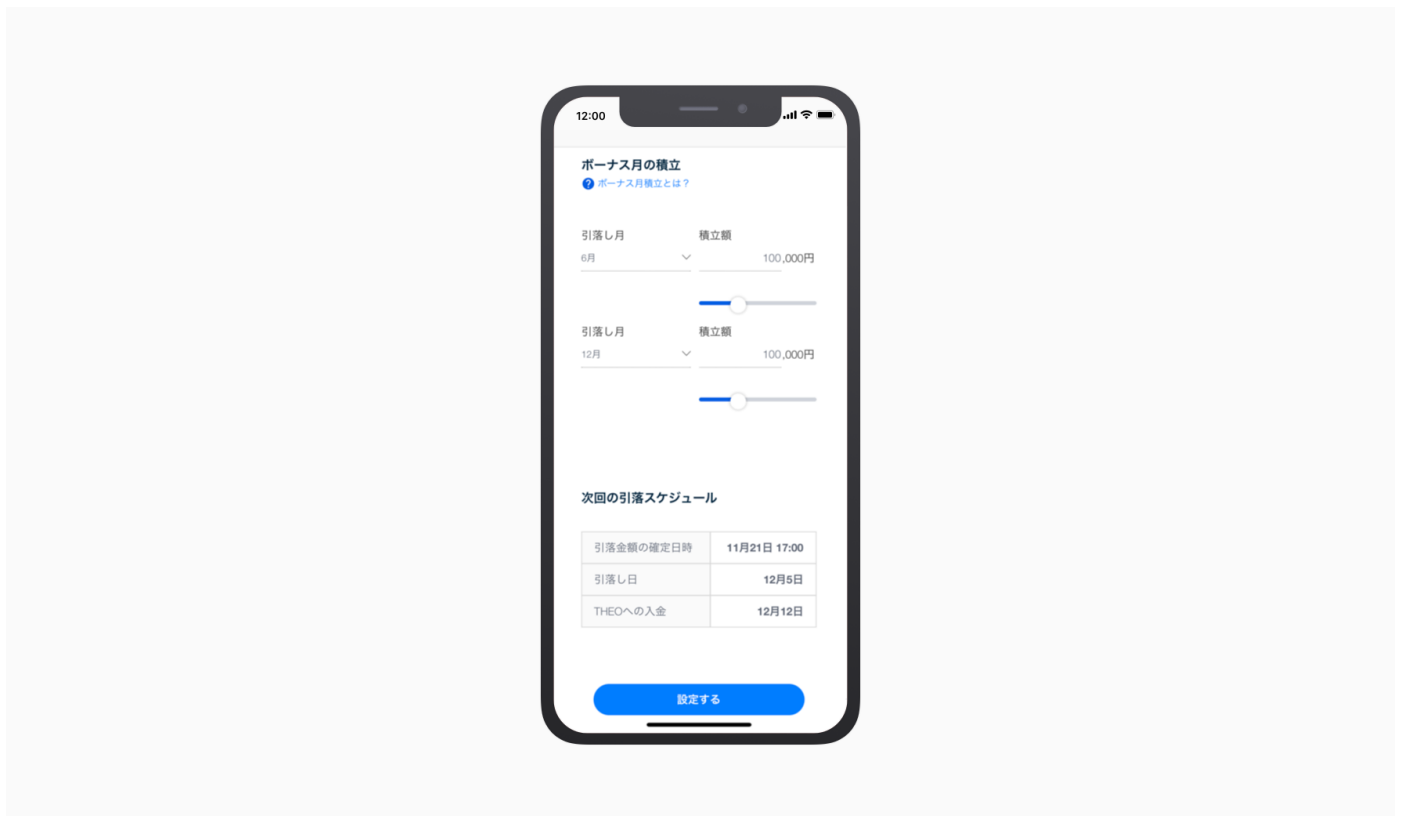 12:00
ボーナス月の積立
? ボーナス月積立とは?
引落し月 積立額
6月 100,000円
引落し月 積立額
12月 100,000円
次回の引落スケジュール
引落金額の確定日時 11月21日 17:00
引落し日 12月5日
THEOへの入金 12月12日
設定する